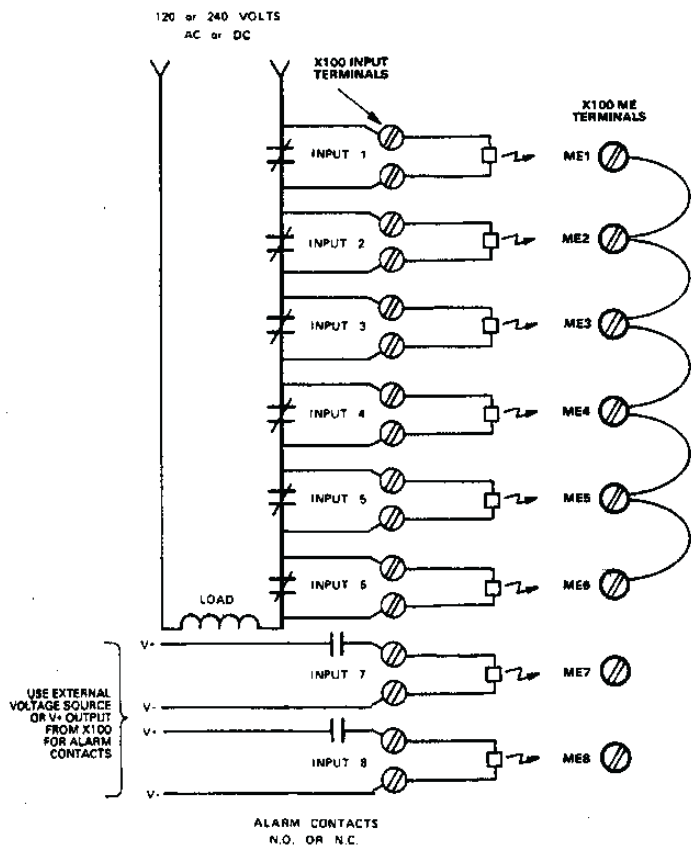 120 or 240 VOLTS
AC or DC
X100 INPUT
TERMINALS
X100 ME
TERMINALS
INPUT 1
ME1
INPUT 2
ME2
INPUT 3
ME3
INPUT 4
ME4
INPUT 5
ME5
INPUT 6
ME6
LOAD
V+
INPUT 7
ME7
V-
USE EXTERNAL
VOLTAGE SOURCE
OR V+ OUTPUT
FROM X100
FOR ALARM
CONTACTS
V+
INPUT 8
ME8
V-
ALARM CONTACTS
N.O. OR N.C.